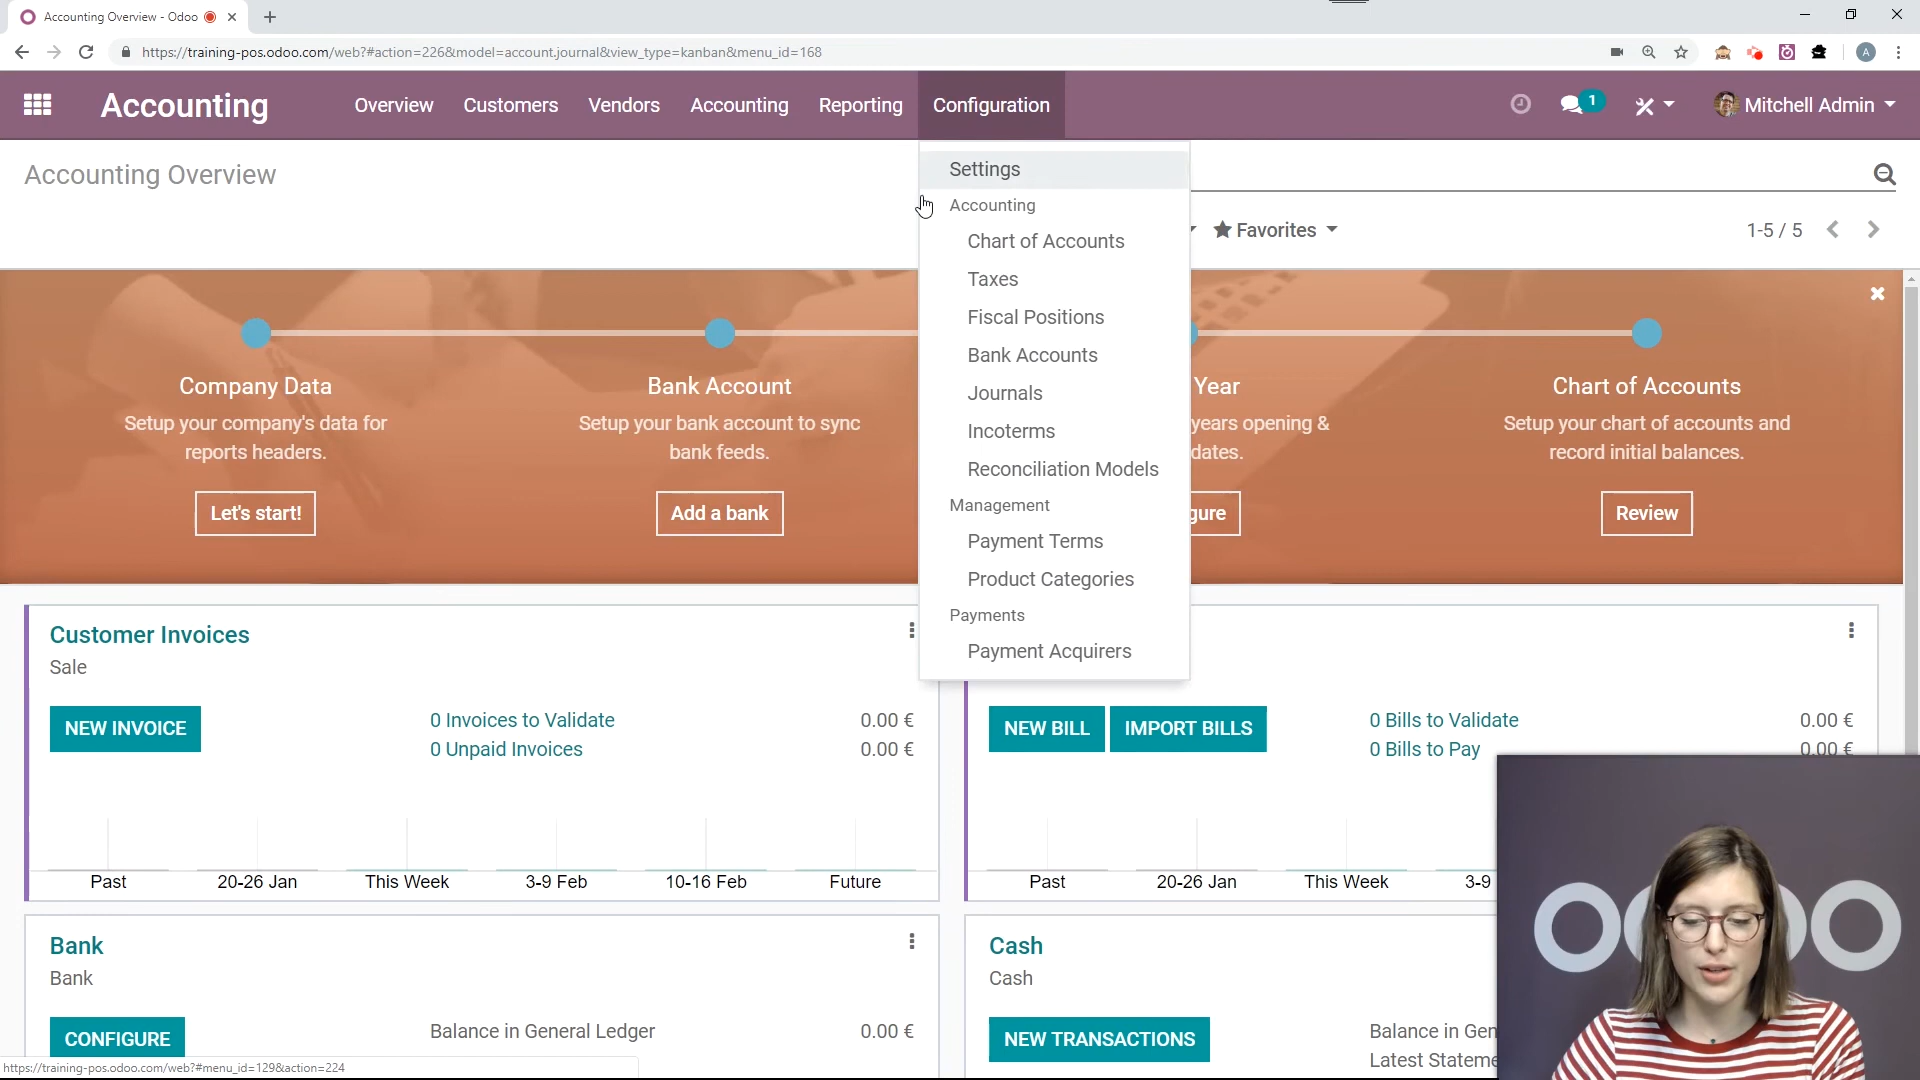 Accounting Overview - Odoo
https://training-pos.odoo.com/web?#action=226&model=account.journal&view_type=kanban&menu_id=168
A
Accounting
Overview
Customers
Vendors
Accounting
Reporting
Configuration
1
Mitchell Admin
Accounting Overview
Settings
Accounting
Chart of Accounts
Taxes
Fiscal Positions
Bank Accounts
Journals
Incoterms
Reconciliation Models
Management
Payment Terms
Product Categories
Payments
Payment Acquirers
Favorites
1-5 / 5
Company Data
Setup your company's data for
reports headers.
Let's start!
Bank Account
Setup your bank account to sync
bank feeds.
Add a bank
Year
years opening &
dates.
gure
Chart of Accounts
Setup your chart of accounts and
record initial balances.
Review
Customer Invoices
Sale
NEW INVOICE
0 Invoices to Validate
0.00 €
0 Unpaid Invoices
0.00 €
Past
20-26 Jan
This Week
3-9 Feb
10-16 Feb
Future
NEW BILL
IMPORT BILLS
0 Bills to Validate
0.00 €
0 Bills to Pay
0.00 €
Past
20-26 Jan
This Week
3-9
Bank
Bank
CONFIGURE
Balance in General Ledger
0.00 €
Cash
Cash
NEW TRANSACTIONS
Balance in Gen
Latest Stateme
https://training-pos.odoo.com/web?#menu_id=129&action=224
odoo